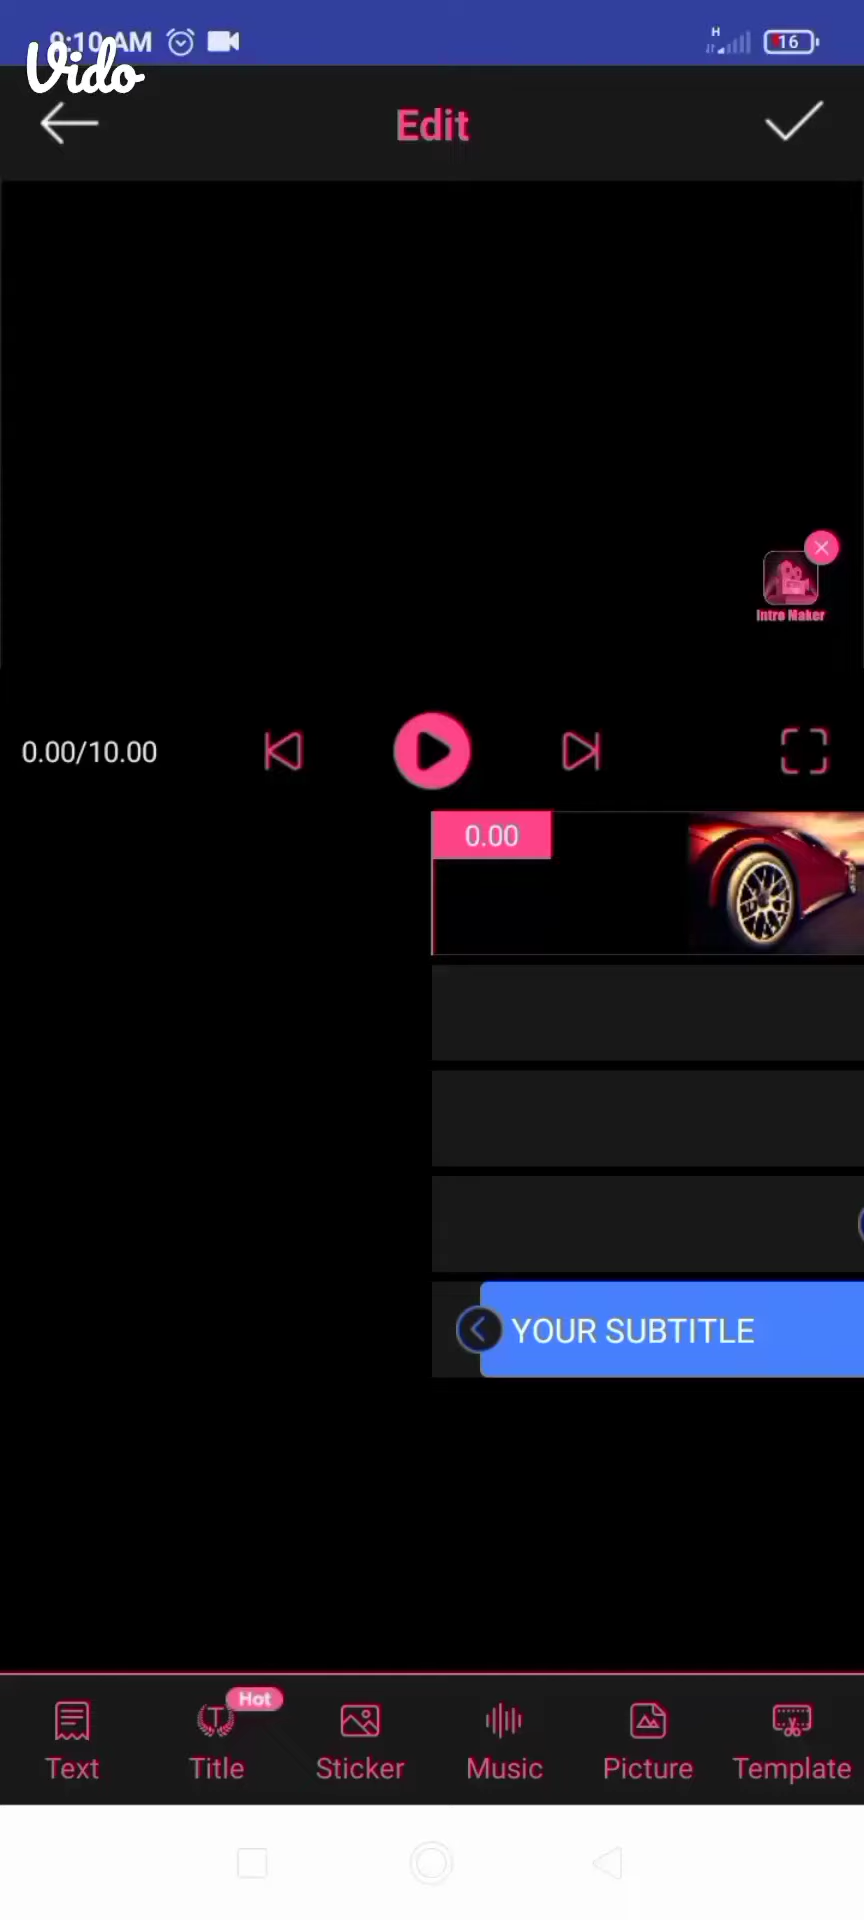 9:10 AM
H
16
Vido
Edit
Intro Maker
0.00/10.00
0.00
YOUR SUBTITLE
Hot
Text
Title
Sticker
Music
Picture
Template